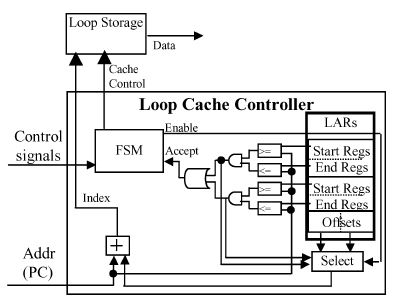 Loop Storage
Data
Cache
Control
Loop Cache Controller
Control
signals
FSM
Enable
Accept
LARs
>=
Start Regs
<=
End Regs
>=
Start Regs
<=
End Regs
Offsets
Index
+
Addr
(PC)
Select